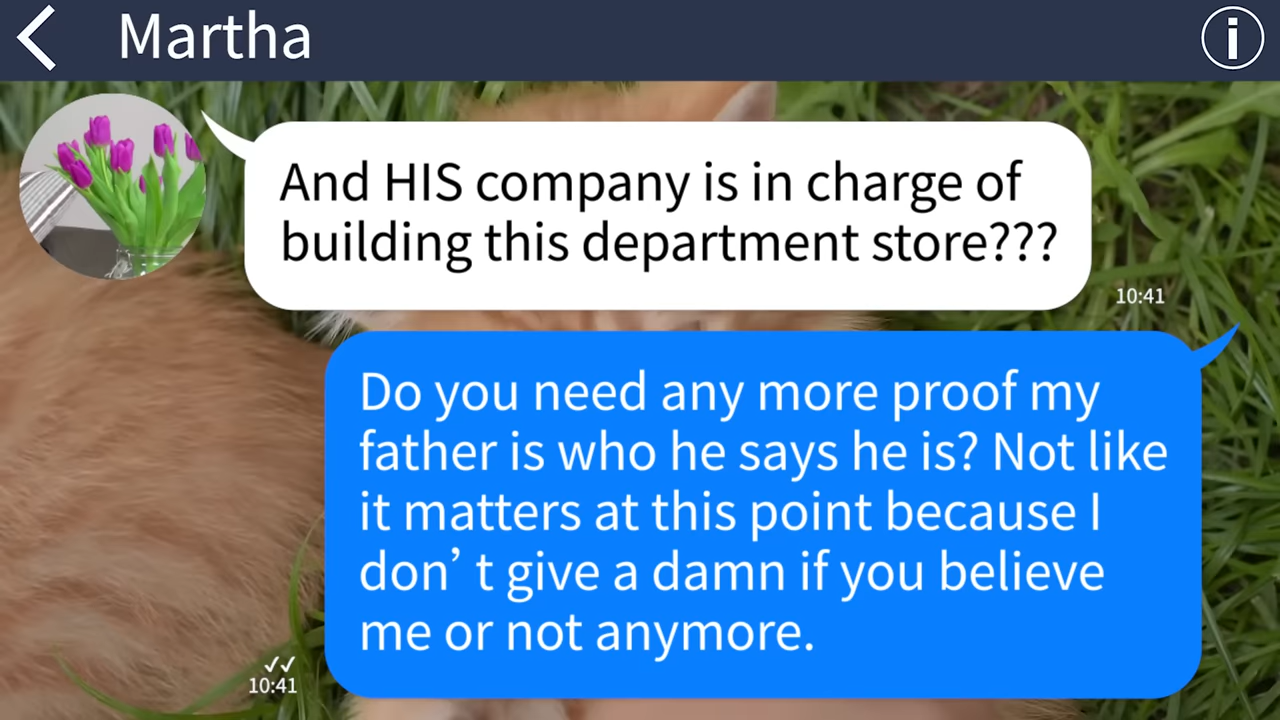 Martha
i
And HIS company is in charge of
building this department store???
10:41
Do you need any more proof my
father is who he says he is? Not like
it matters at this point because I
don’ t give a damn if you believe
me or not anymore.
10:41